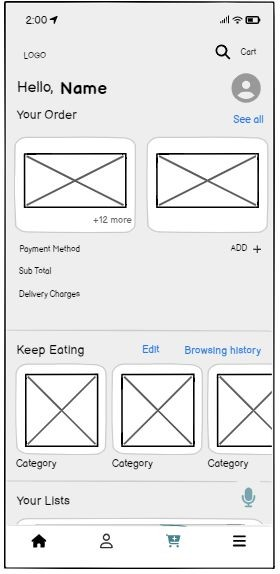 2:00
LOGO
Cart
Hello, Name
Your Order
See all
+12 more
Payment Method
ADD +
Sub Total
Delivery Charges
Keep Eating
Edit
Browsing history
Category
Category
Category
Your Lists